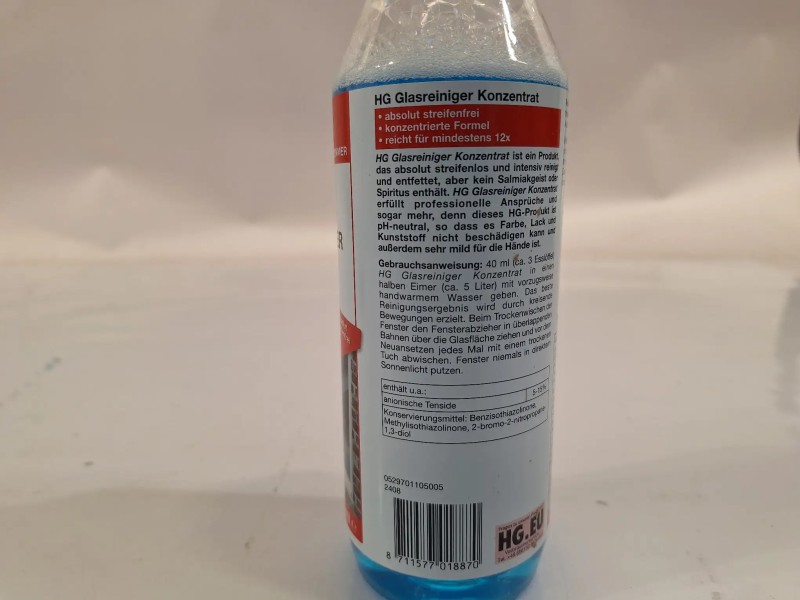 HG Glasreiniger Konzentrat
• absolut streifenfrei
• konzentrierte Formel
• reicht für mindestens 12x
HG Glasreiniger Konzentrat ist ein Produkt,
das absolut streifenlos und intensiv reinigt
und entfettet, aber kein Salmiakgeist oder
Spiritus enthält. HG Glasreiniger Konzentrat
erfüllt professionelle Ansprüche und
sogar mehr, denn dieses HG-Produkt ist
pH-neutral, so dass es Farbe, Lack und
Kunststoff nicht beschädigen kann und
außerdem sehr mild für die Hände ist.
Gebrauchsanweisung: 40 ml (ca. 3 Esslöffel)
HG Glasreiniger Konzentrat in einen
halben Eimer (ca. 5 Liter) mit vorzugsweise
handwarmem Wasser geben. Das beste
Reinigungsergebnis wird durch kreisende
Bewegungen erzielt. Beim Trockenwischen der
Fenster den Fensterabzieher in überlappenden
Bahnen über die Glasfläche ziehen und vor dem
Neuansetzen jedes Mal mit einem trockenen
Tuch abwischen. Fenster niemals in direktem
Sonnenlicht putzen.
enthält u.a.:
anionische Tenside 5-15%
Konservierungsmittel: Benzisothiazolinone,
Methylisothiazolinone, 2-bromo-2-nitropropane-
1,3-diol
0529701105005
2408
8 711577 018870
HG.EU